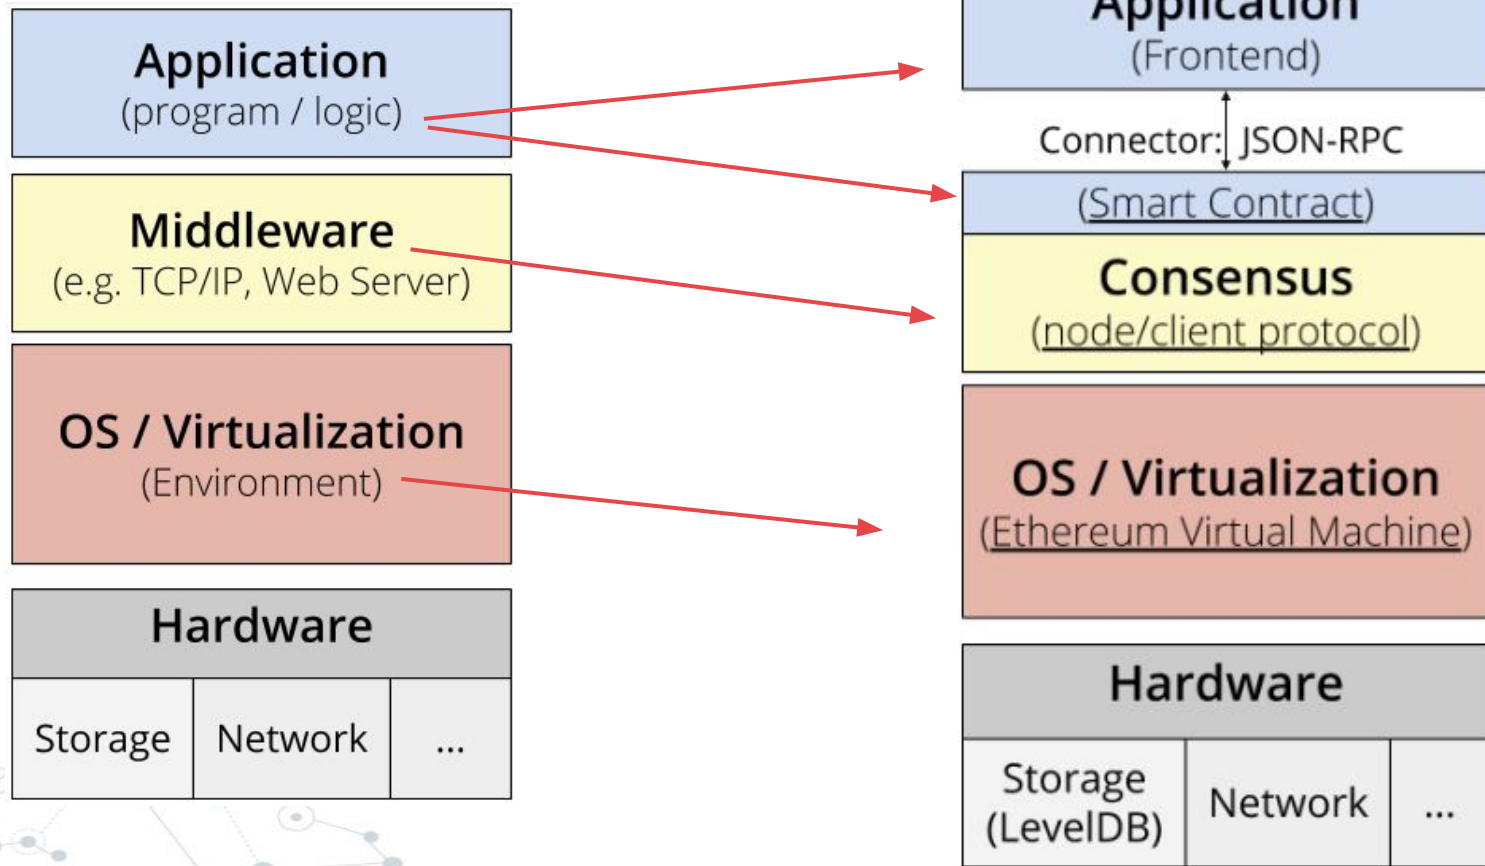 Application
(program / logic)
Middleware
(e.g. TCP/IP, Web Server)
OS / Virtualization
(Environment)
Hardware
Storage
Network
...
Application
(Frontend)
Connector: JSON-RPC
(Smart Contract)
Consensus
(node/client protocol)
OS / Virtualization
(Ethereum Virtual Machine)
Hardware
Storage
(LevelDB)
Network
...